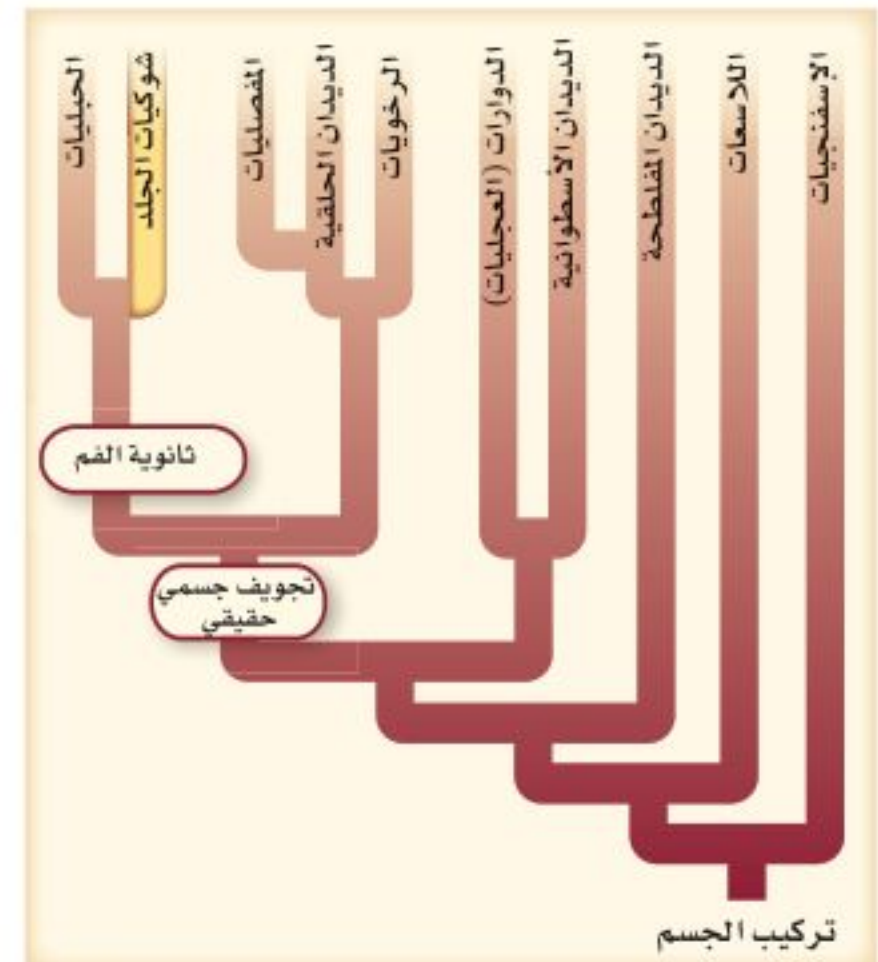 الإسفنجيات
اللاسعات
الديدان المفلطحة
الديدان الأسطوانية
الدوارات (العجليات)
الرخويات
الديدان الحلقية
المفصليات
شوكيات الجلد
الحبليات
ثانوية الفم
تجويف جسمي
حقيقي
تركيب الجسم